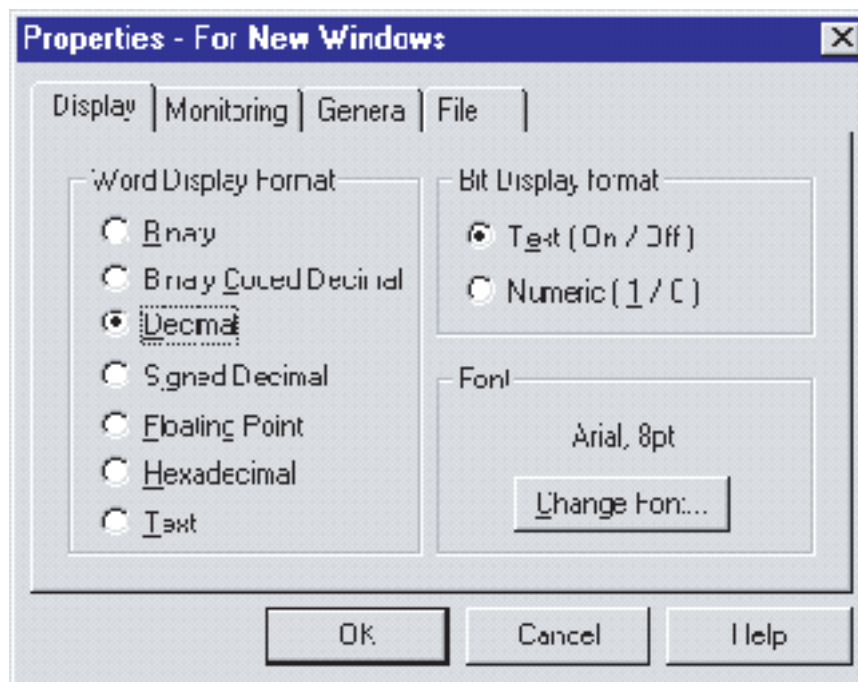 Properties - For New Windows
Display
Monitoring
General
File
Word Display Format
Binary
Binary Coded Decimal
Decimal
Signed Decimal
Floating Point
Hexadecimal
Text
Bit Display format
Text ( On / Off )
Numeric ( 1 / 0 )
Font
Arial, 8pt
Change Font...
OK
Cancel
Help